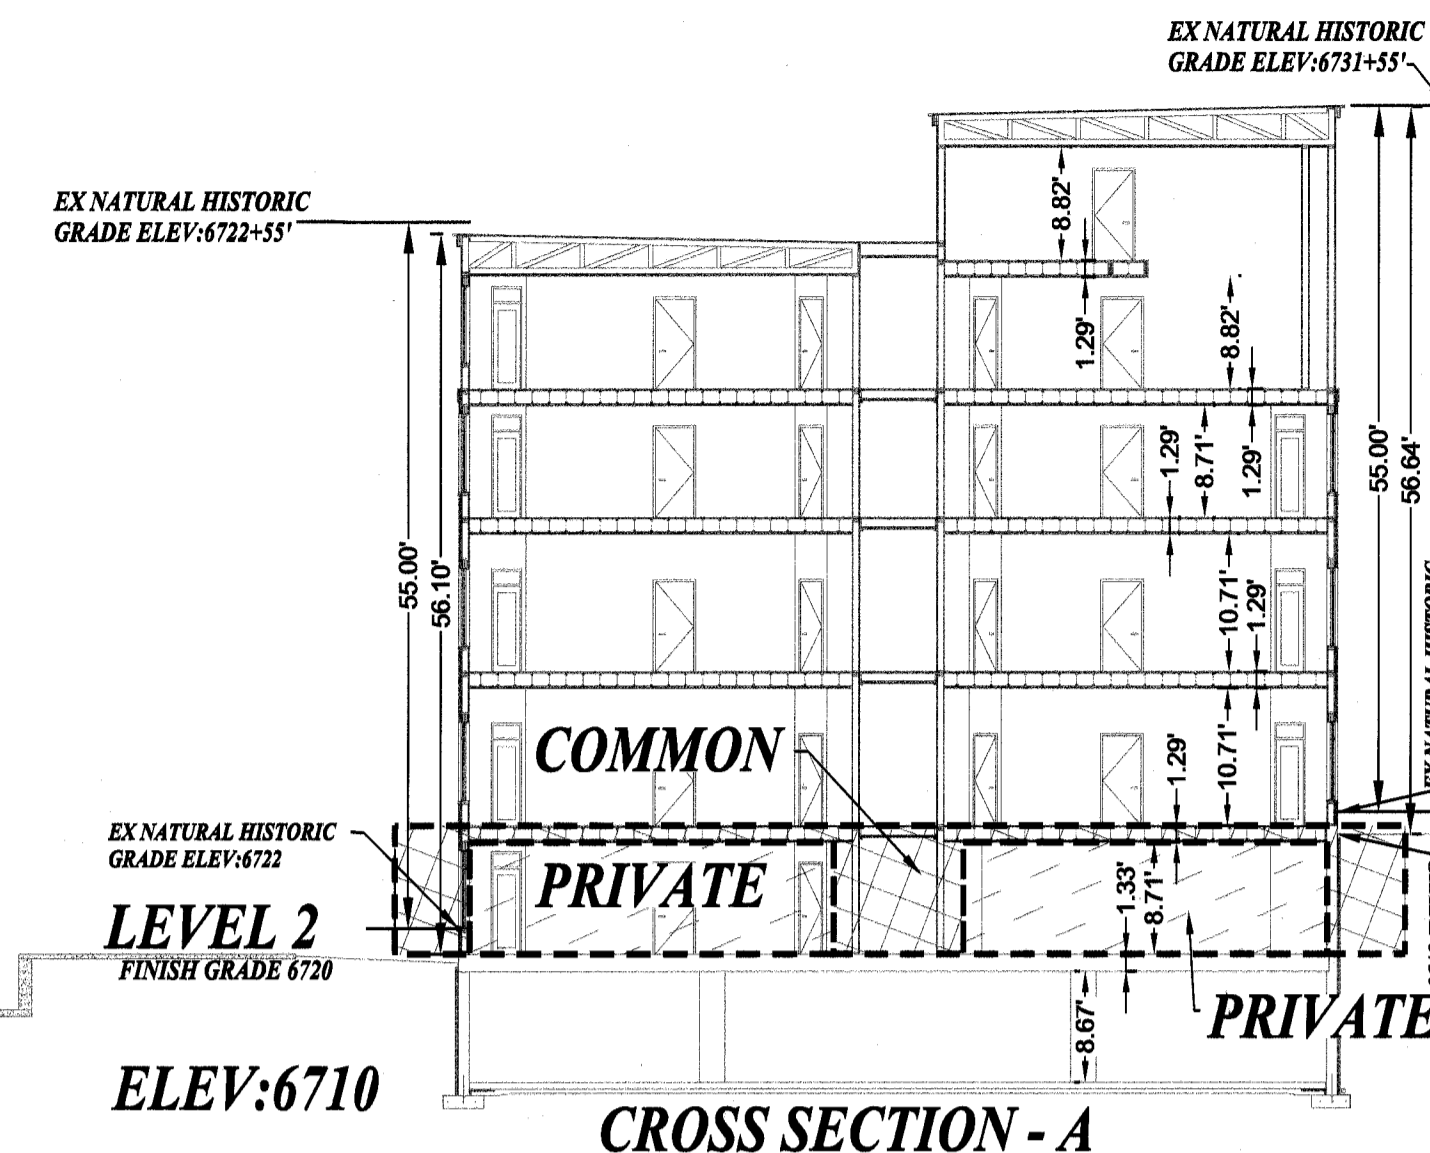 EX NATURAL HISTORIC
GRADE ELEV:6731+55'
EX NATURAL HISTORIC
GRADE ELEV:6722+55'
8.82'
1.29'
8.82'
1.29'
8.71'
1.29'
55.00'
56.64'
55.00'
56.10'
10.71'
1.29'
COMMON
1.29'
10.71'
EX NATURAL HISTORIC
GRADE ELEV:6722
PRIVATE
1.33'
8.71'
LEVEL 2
FINISH GRADE 6720
8.67'
PRIVATE
ELEV:6710
CROSS SECTION - A